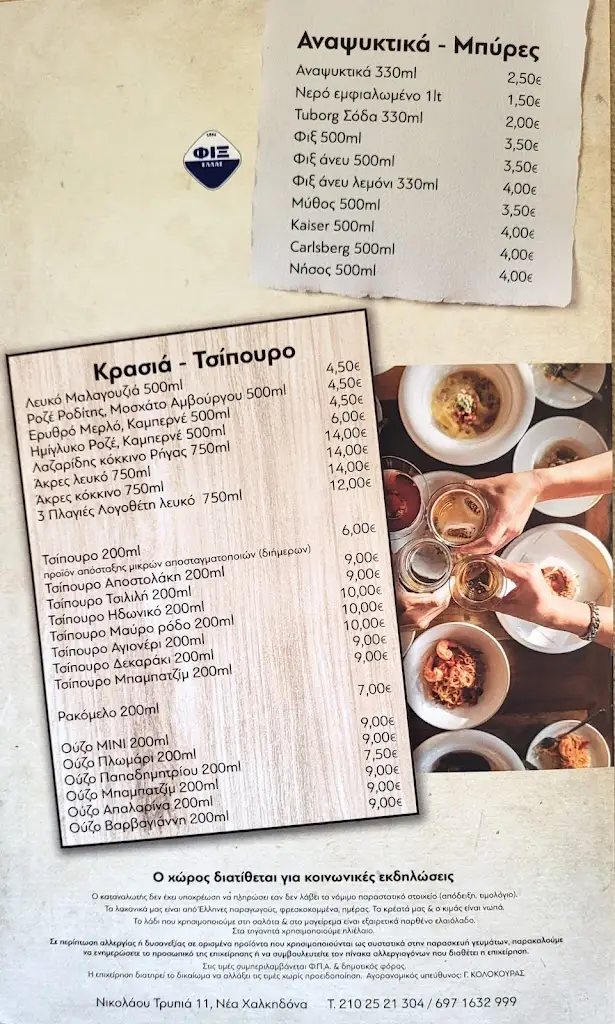 Αναψυκτικά - Μπύρες
Αναψυκτικά 330ml 2,50€
Νερό εμφιαλωμένο 1lt 1,50€
Tuborg Σόδα 330ml 2,00€
Φιξ 500ml 3,50€
Φιξ άνευ 500ml 3,50€
Φιξ άνευ λεμόνι 330ml 4,00€
Μύθος 500ml 3,50€
Kaiser 500ml 4,00€
Carlsberg 500ml 4,00€
Νήσος 500ml 4,00€
ΦΙΞ
ΕΛΛΑΣ
Κρασιά - Τσίπουρο
Λευκό Μαλαγουζιά 500ml 4,50€
Ροζέ Ροδίτης, Μοσχάτο Αμβούργου 500ml 4,50€
Ερυθρό Μερλό, Καμπερνέ 500ml 4,50€
Ημίγλυκο Ροζέ, Καμπερνέ 500ml 6,00€
Λαζαρίδης κόκκινο Ρήγας 750ml 14,00€
Άκρες λευκό 750ml 14,00€
Άκρες κόκκινο 750ml 14,00€
3 Πλαγιές Λογοθέτη λευκό 750ml 12,00€
Τσίπουρο 200ml 6,00€
προϊόν απόσταξης μικρών αποσταγματοποιών (διήμερων)
Τσίπουρο Αποστολάκη 200ml 9,00€
Τσίπουρο Τσιλιλή 200ml 9,00€
Τσίπουρο Ηδωνικό 200ml 10,00€
Τσίπουρο Μαύρο ρόδο 200ml 10,00€
Τσίπουρο Αγιονέρι 200ml 10,00€
Τσίπουρο Δεκαράκι 200ml 9,00€
Τσίπουρο Μπαμπατζίμ 200ml 9,00€
Ρακόμελο 200ml 7,00€
Ούζο ΜΙΝΙ 200ml 9,00€
Ούζο Πλωμάρι 200ml 9,00€
Ούζο Παπαδημητρίου 200ml 7,50€
Ούζο Μπαμπατζίμ 200ml 9,00€
Ούζο Απαλαρίνα 200ml 9,00€
Ούζο Βαρβαγιάννη 200ml 9,00€
Ο χώρος διατίθεται για κοινωνικές εκδηλώσεις
Ο καταναλωτής δεν έχει υποχρέωση να πληρώσει εάν δεν λάβει το νόμιμο παραστατικό στοιχείο (απόδειξη, τιμολόγιο).
Τα λαχανικά μας είναι από Έλληνες παραγωγούς, φρεσκοκομμένα, ημέρας. Τα κρέατά μας & ο κιμάς είναι νωπά.
Το λάδι που χρησιμοποιούμε στη σαλάτα & στο μαγείρεμα είναι εξαιρετικά παρθένο ελαιόλαδο.
Στα τηγανητά χρησιμοποιούμε ηλιέλαιο.
Σε περίπτωση αλλεργίας ή δυσανεξίας σε ορισμένα προϊόντα που χρησιμοποιούνται ως συστατικά στην παρασκευή γευμάτων, παρακαλούμε
να ενημερώσετε το προσωπικό της επιχείρησης ή να συμβουλευτείτε τον πίνακα αλλεργιογόνων που διαθέτει η επιχείρηση.
Στις τιμές συμπεριλαμβάνεται Φ.Π.Α. & δημοτικός φόρος.
Η επιχείρηση διατηρεί το δικαίωμα να αλλάξει τις τιμές χωρίς προειδοποίηση. Αγορανομικός υπεύθυνος: Γ. ΚΟΛΟΚΟΥΡΑΣ
Νικολάου Τρυπιά 11, Νέα Χαλκηδόνα Τ. 210 25 21 304 / 697 1632 999